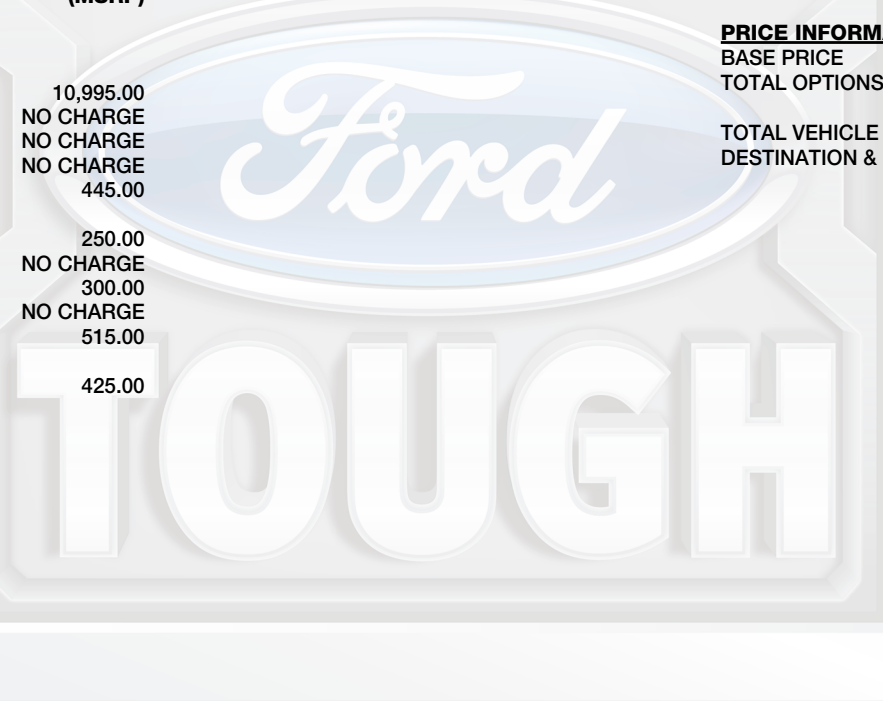 (MSRP)
10,995.00
NO CHARGE
NO CHARGE
NO CHARGE
445.00
250.00
NO CHARGE
300.00
NO CHARGE
515.00
425.00
PRICE INFORMA
BASE PRICE
TOTAL OPTIONS
TOTAL VEHICLE
DESTINATION &
Ford
TOUGH